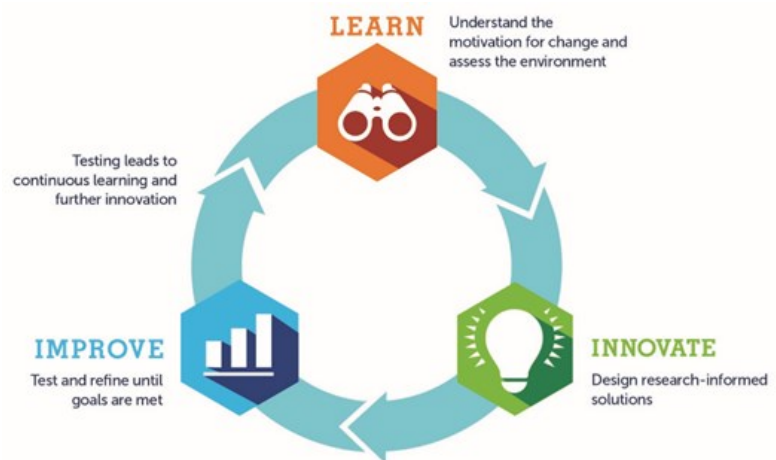 LEARN
Understand the
motivation for change and
assess the environment
Testing leads to
continuous learning and
further innovation
IMPROVE
Test and refine until
goals are met
INNOVATE
Design research-informed
solutions